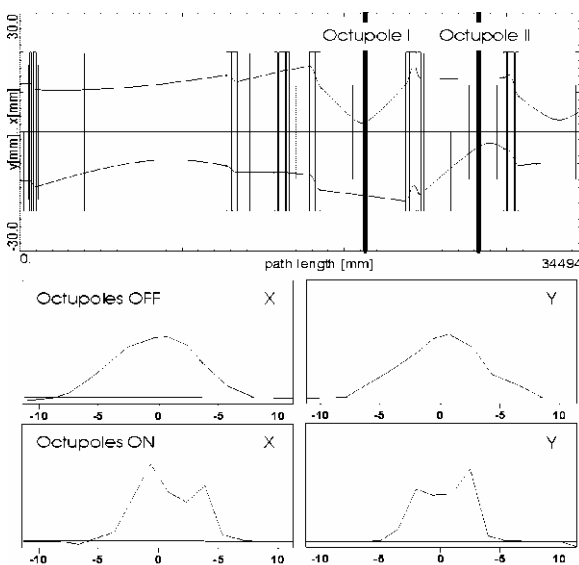 30.0
Octupole I Octupole II
x[mm]
y[mm]
-30.0
0. path length [mm] 34494
Octupoles OFF X Y
-10 -5 0 5 10 -10 -5 0 5 10
Octupoles ON X Y
-10 -5 0 5 10 -10 -5 0 5 10